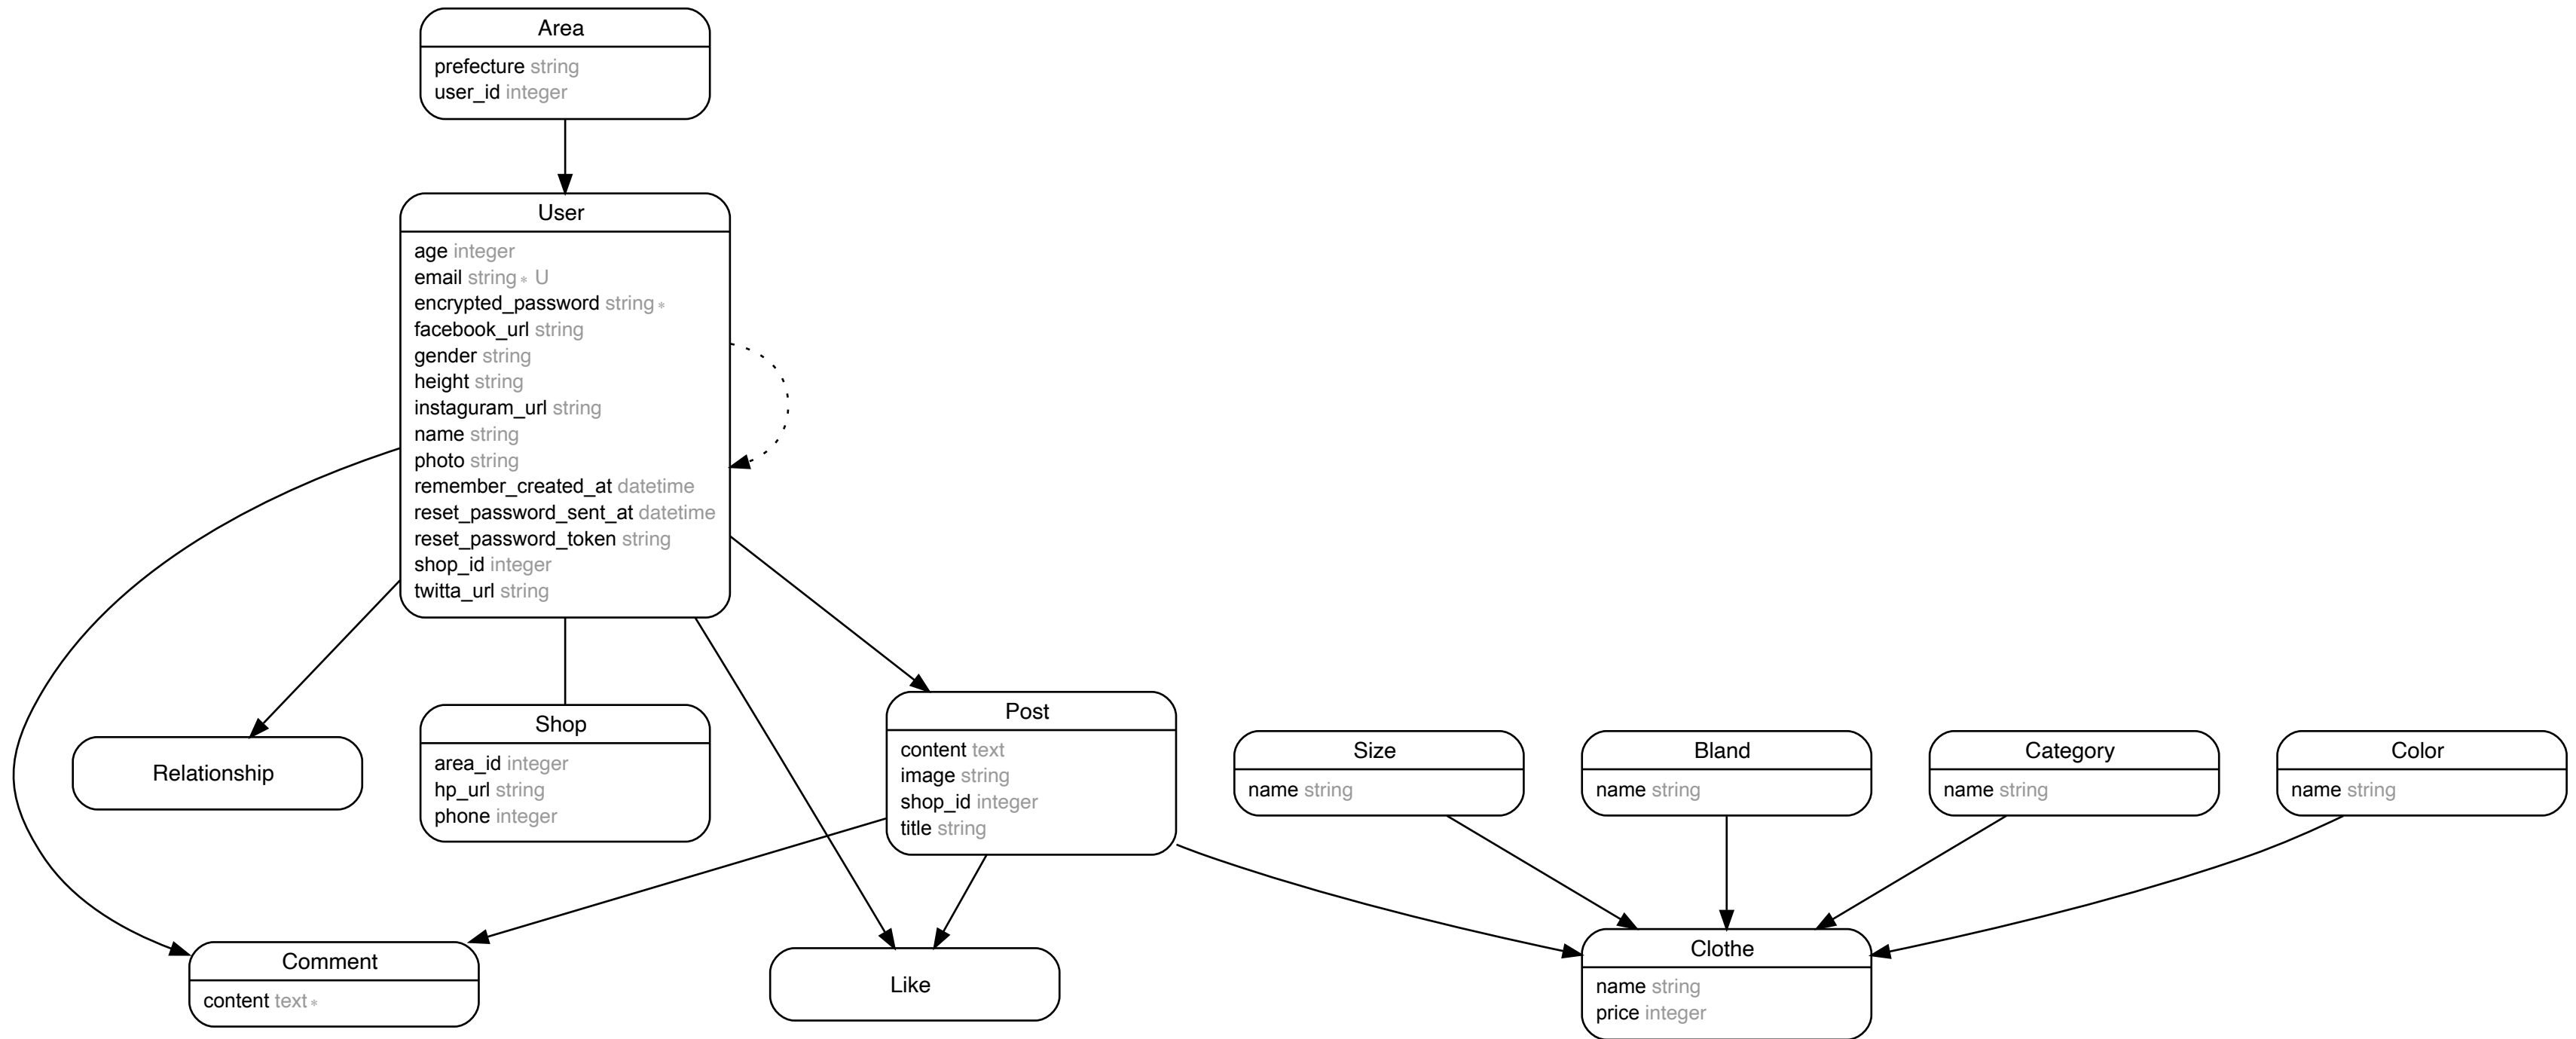 Area
prefecture string
user_id integer
User
age integer
email string* U
encrypted_password string*
facebook_url string
gender string
height string
instaguram_url string
name string
photo string
remember_created_at datetime
reset_password_sent_at datetime
reset_password_token string
shop_id integer
twitta_url string
Relationship
Shop
area_id integer
hp_url string
phone integer
Post
content text
image string
shop_id integer
title string
Size
name string
Bland
name string
Category
name string
Color
name string
Comment
content text*
Like
Clothe
name string
price integer